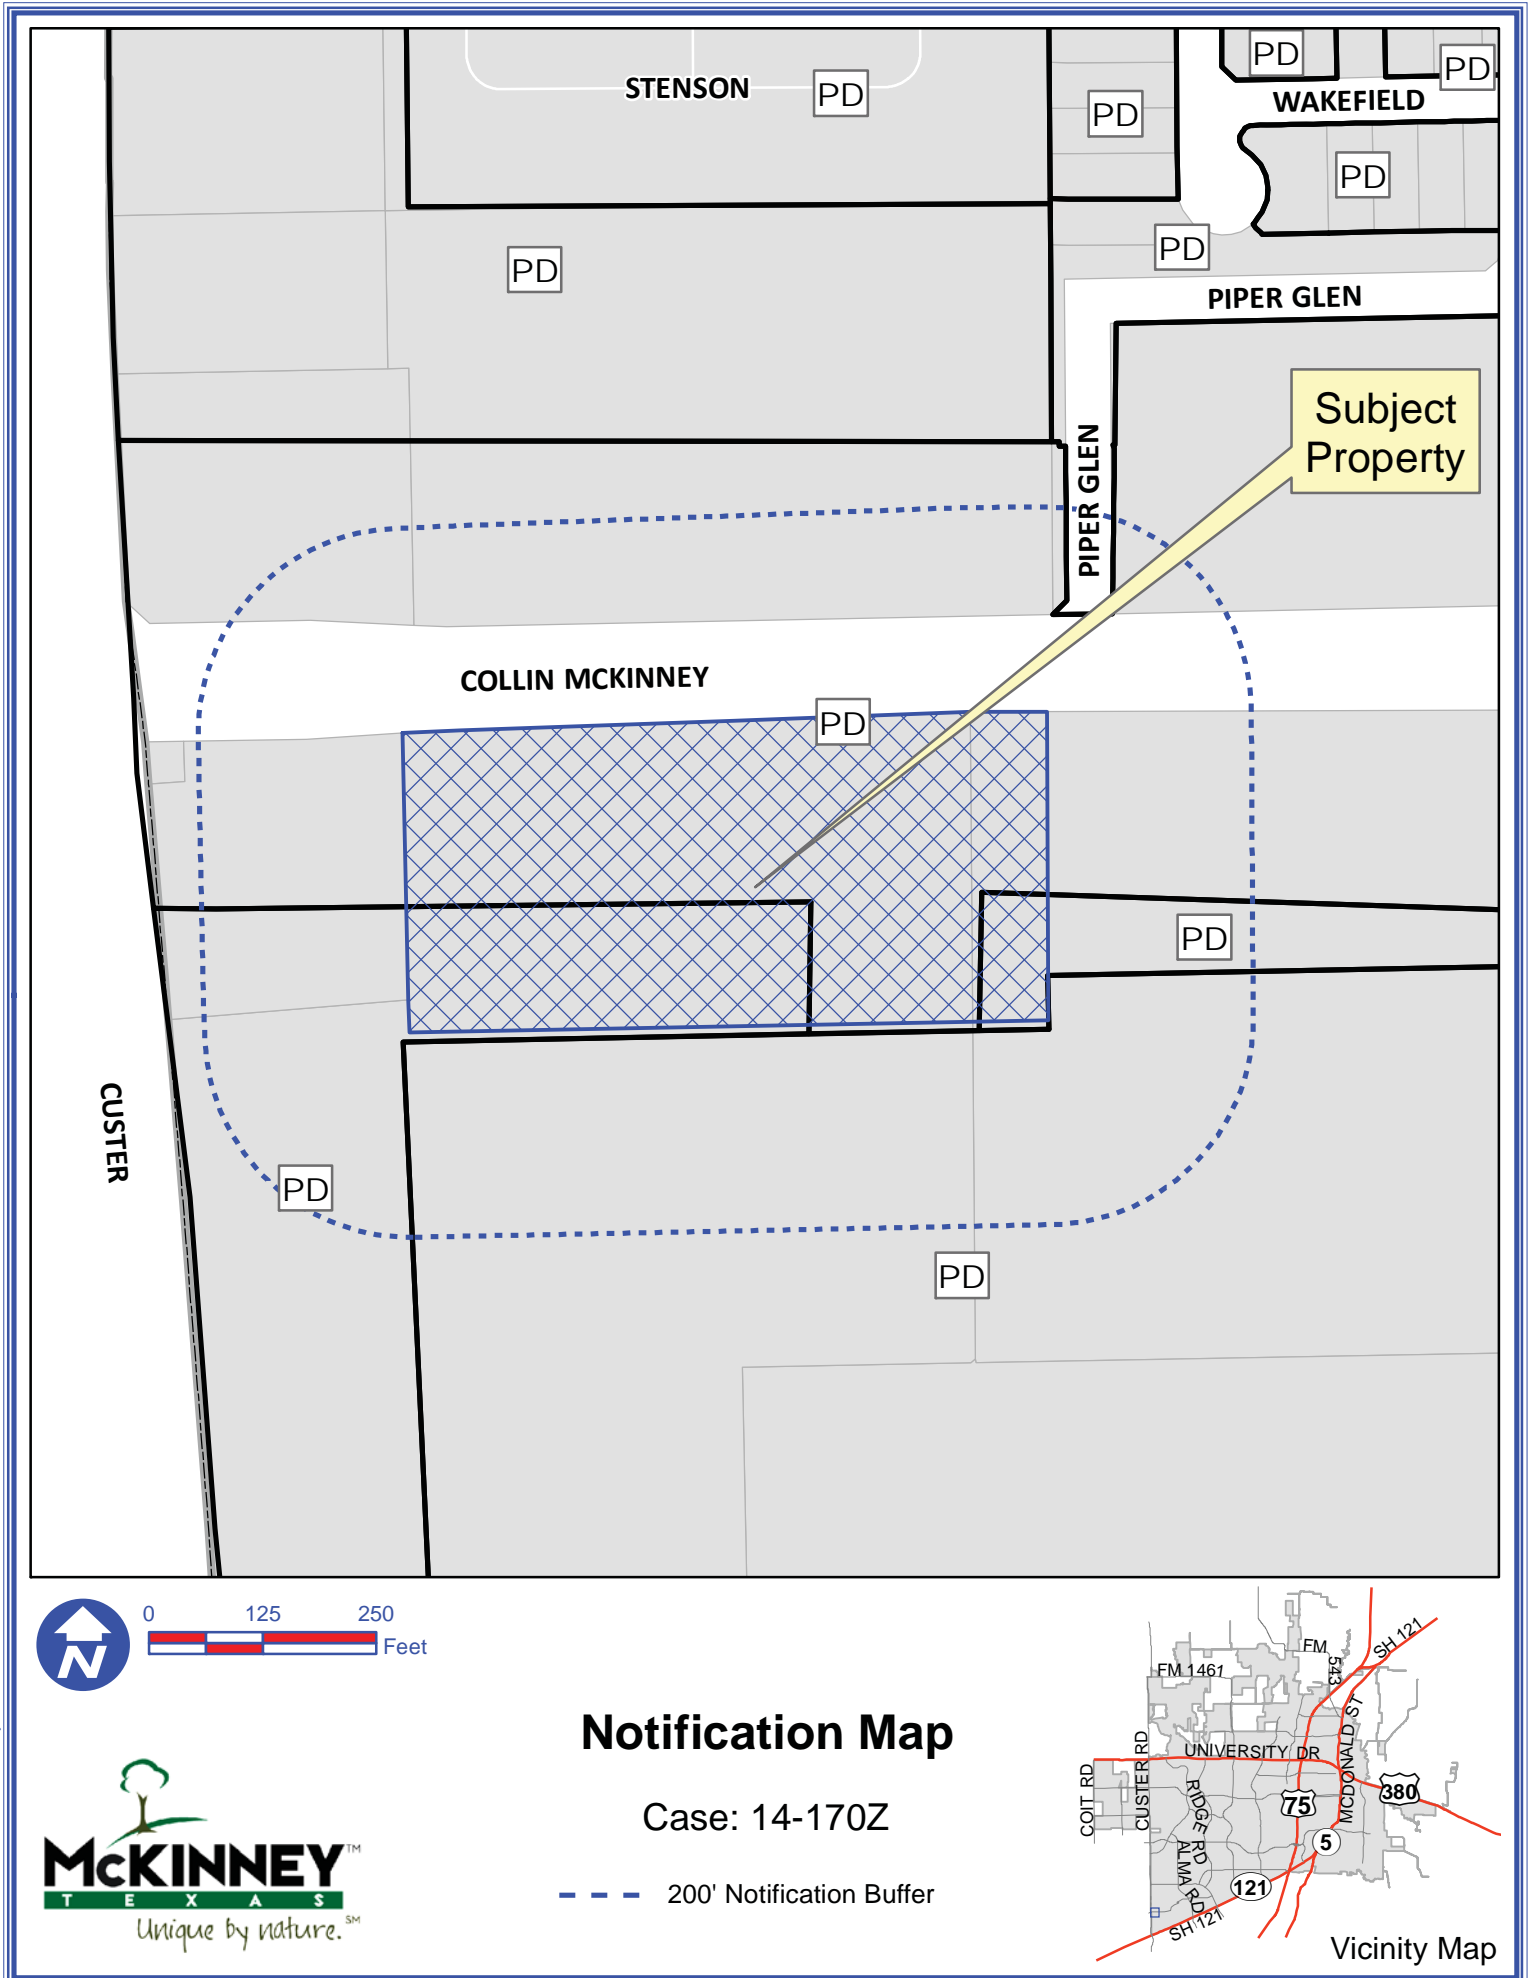 STENSON
PD
PD
PD
PD
WAKEFIELD
PD
PD
PD
PIPER GLEN
Subject
Property
PIPER GLEN
COLLIN MCKINNEY
PD
PD
CUSTER
PD
PD
N
0 125 250
Feet
Notification Map
Case: 14-170Z
200' Notification Buffer
McKINNEY™
TEXAS
Unique by nature.℠
FM 1461
FM
543
SH 121
UNIVERSITY DR
MCDONALD ST
COIT RD
CUSTER RD
RIDGE RD
ALMA RD
75
380
5
121
SH 121
Vicinity Map